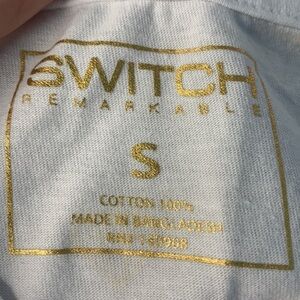 SWITCH
REMARKABLE
S
COTTON 100%
MADE IN BANGLADESH